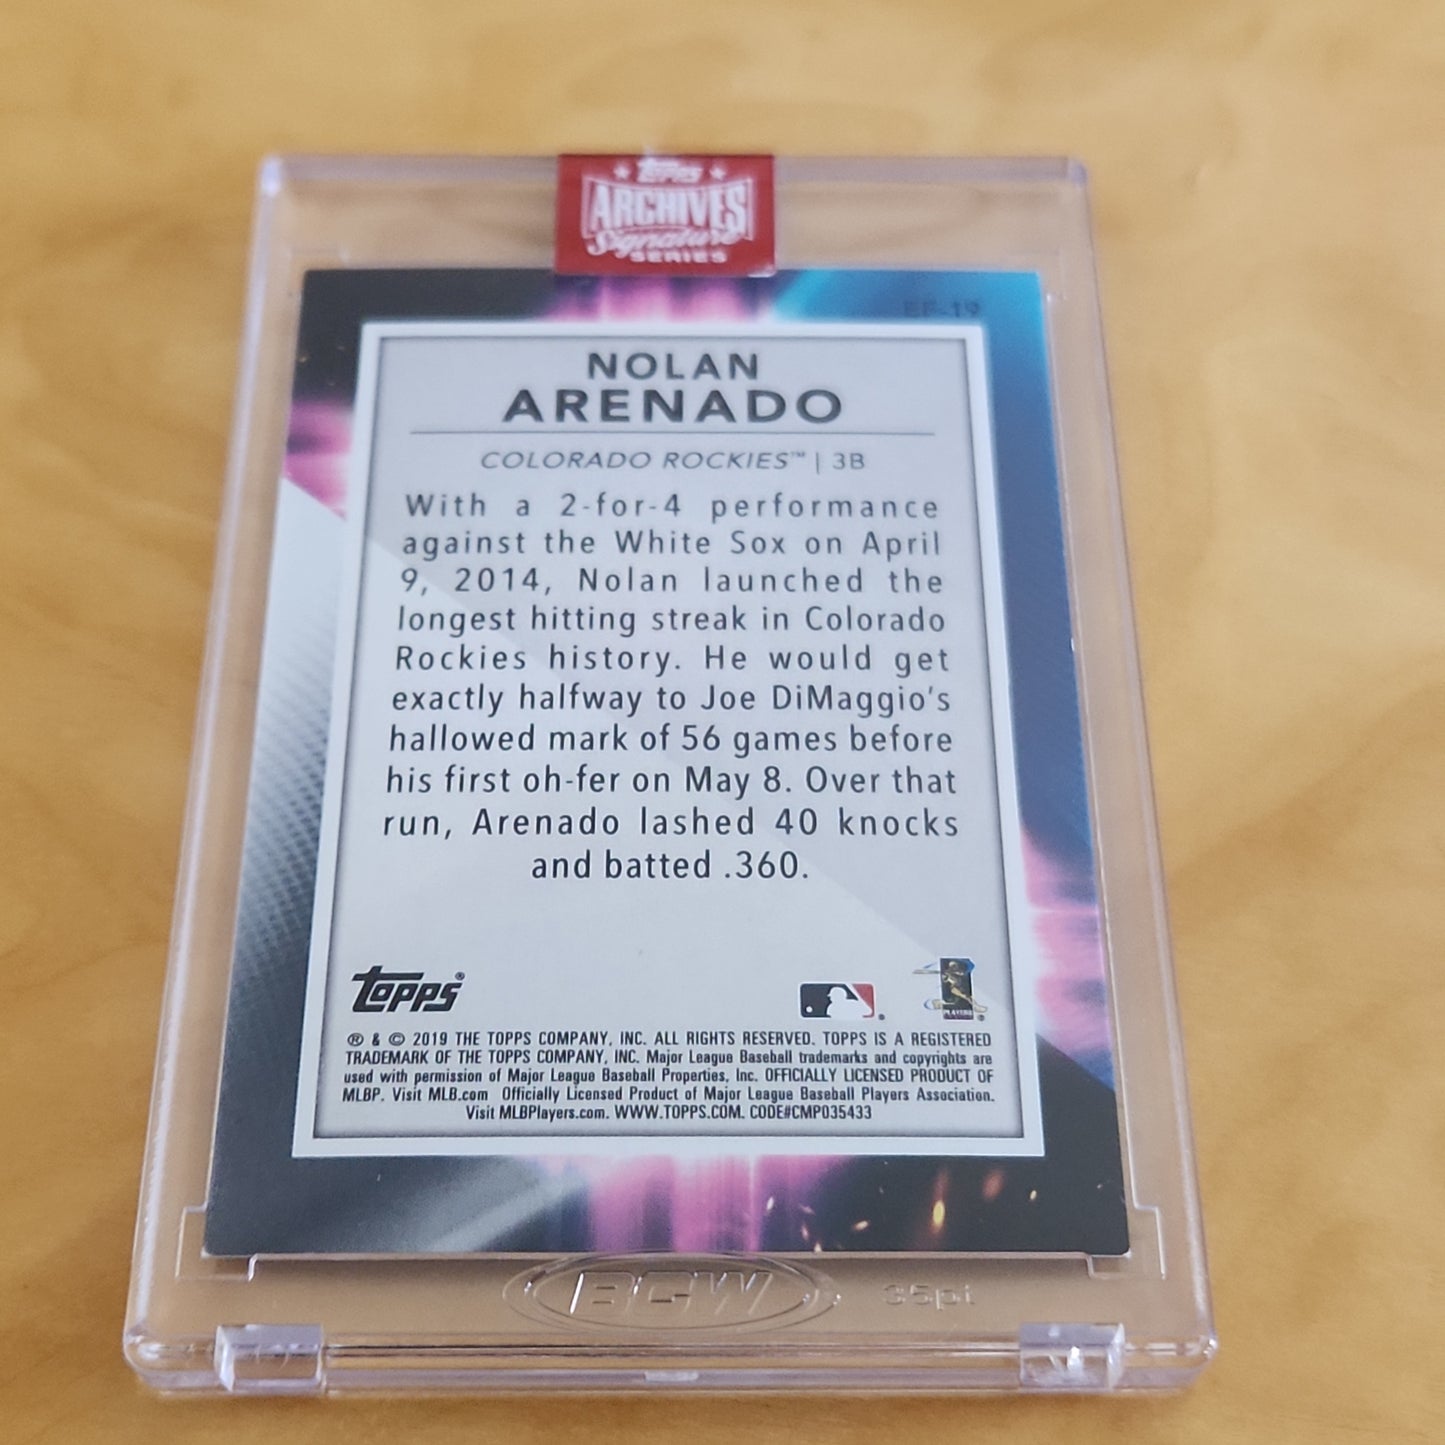 ★ TOPPS ★
ARCHIVES
Signature
SERIES
EF-19
NOLAN
ARENADO
COLORADO ROCKIES™ | 3B
With a 2-for-4 performance
against the White Sox on April
9, 2014, Nolan launched the
longest hitting streak in Colorado
Rockies history. He would get
exactly halfway to Joe DiMaggio's
hallowed mark of 56 games before
his first oh-fer on May 8. Over that
run, Arenado lashed 40 knocks
and batted .360.
Topps®
PLAYERS
® & © 2019 THE TOPPS COMPANY, INC. ALL RIGHTS RESERVED. TOPPS IS A REGISTERED
TRADEMARK OF THE TOPPS COMPANY, INC. Major League Baseball trademarks and copyrights are
used with permission of Major League Baseball Properties, Inc. OFFICIALLY LICENSED PRODUCT OF
MLBP. Visit MLB.com Officially Licensed Product of Major League Baseball Players Association.
Visit MLBPlayers.com. WWW.TOPPS.COM. CODE#CMP035433
BCW 35pt